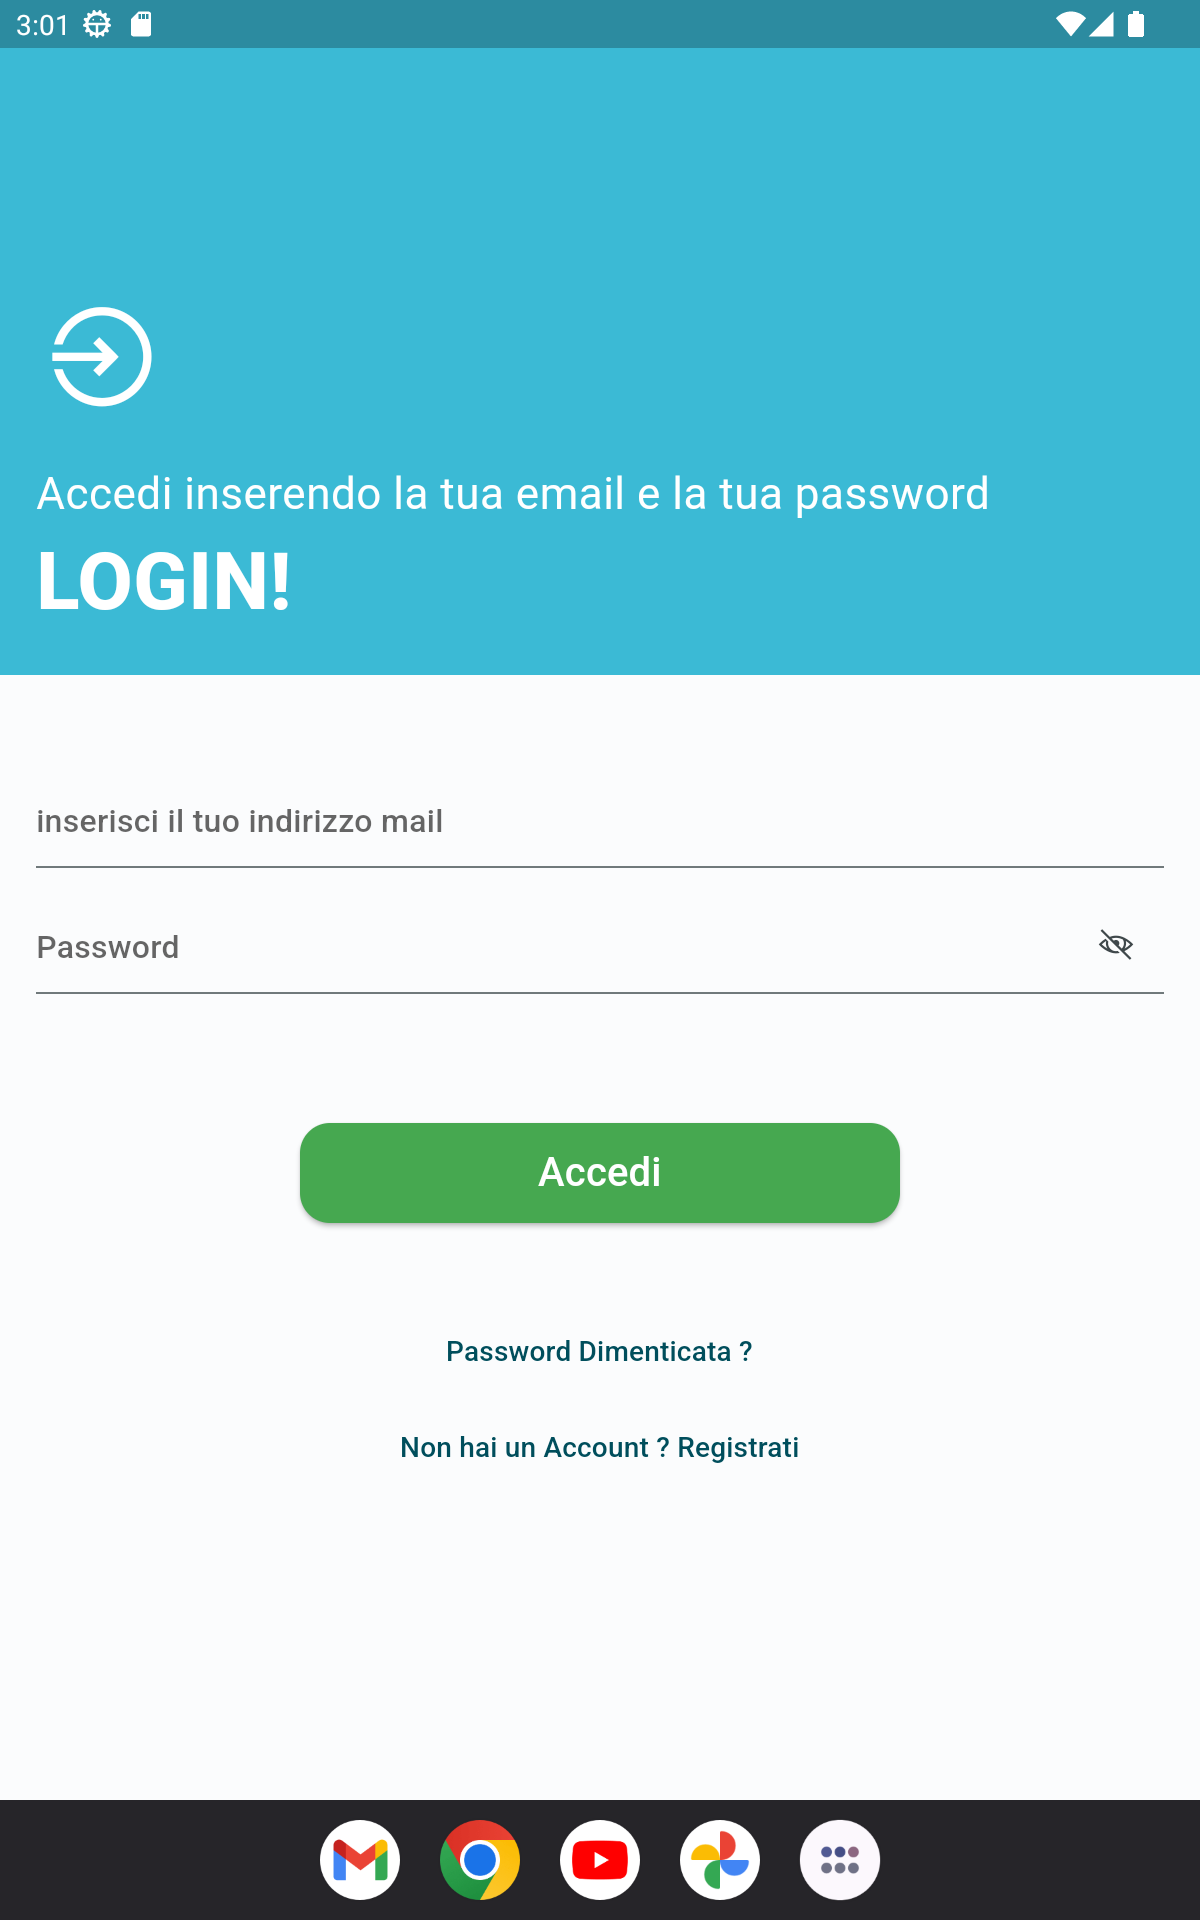 3:01
Accedi inserendo la tua email e la tua password
LOGIN!
inserisci il tuo indirizzo mail
Password
Accedi
Password Dimenticata ?
Non hai un Account ? Registrati